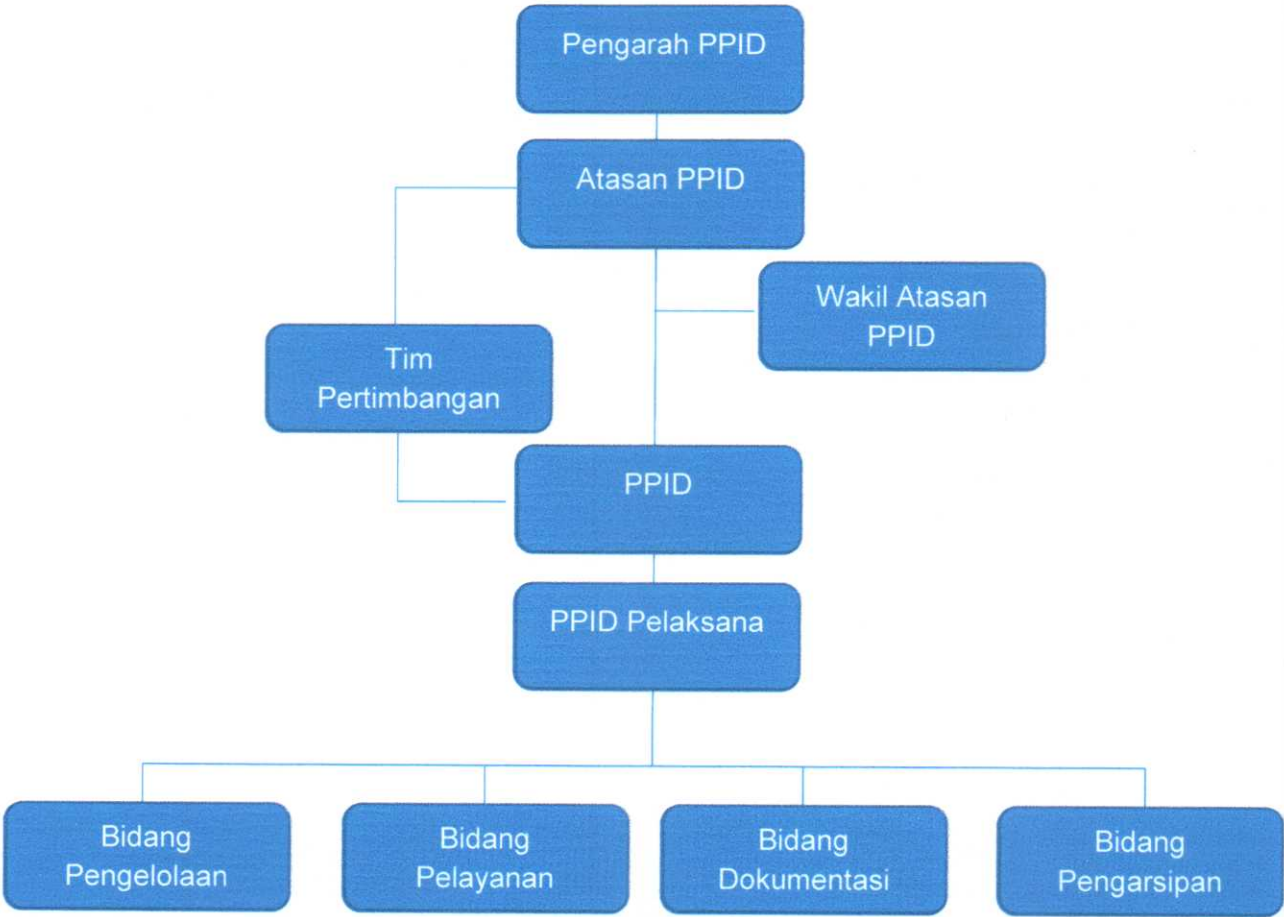 Pengarah PPID
Atasan PPID
Wakil Atasan
PPID
Tim
Pertimbangan
PPID
PPID Pelaksana
Bidang
Pengelolaan
Bidang
Pelayanan
Bidang
Dokumentasi
Bidang
Pengarsipan